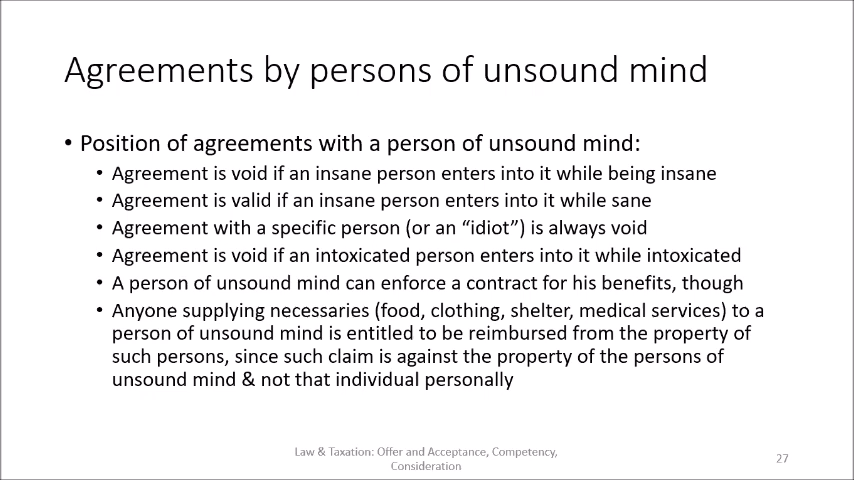 Agreements by persons of unsound mind
• Position of agreements with a person of unsound mind:
• Agreement is void if an insane person enters into it while being insane
• Agreement is valid if an insane person enters into it while sane
• Agreement with a specific person (or an “idiot”) is always void
• Agreement is void if an intoxicated person enters into it while intoxicated
• A person of unsound mind can enforce a contract for his benefits, though
• Anyone supplying necessaries (food, clothing, shelter, medical services) to a
person of unsound mind is entitled to be reimbursed from the property of
such persons, since such claim is against the property of the persons of
unsound mind & not that individual personally
Law & Taxation: Offer and Acceptance, Competency,
Consideration
27